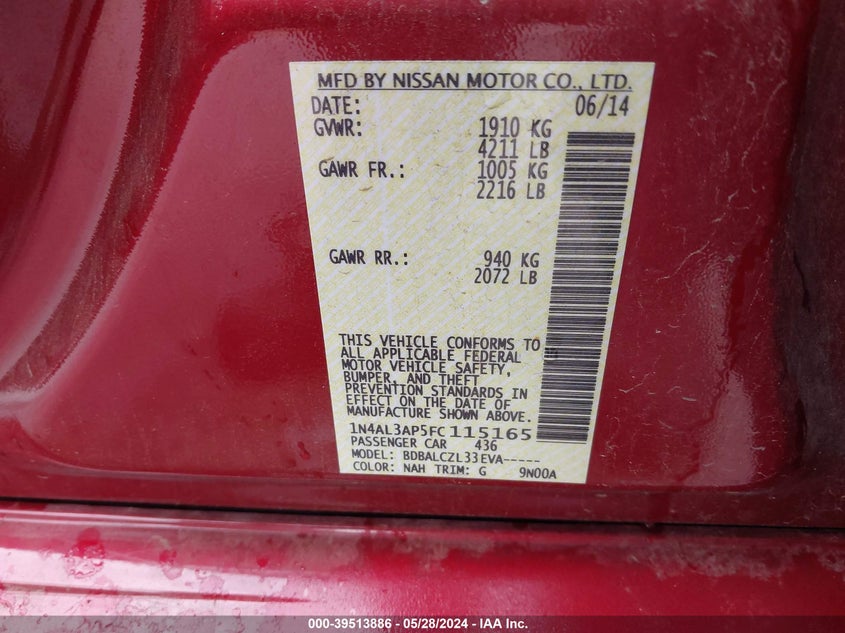 MFD BY NISSAN MOTOR CO., LTD.
DATE: 06/14
GVWR: 1910 KG
4211 LB
GAWR FR.: 1005 KG
2216 LB
GAWR RR.: 940 KG
2072 LB
THIS VEHICLE CONFORMS TO
ALL APPLICABLE FEDERAL
MOTOR VEHICLE SAFETY,
BUMPER, AND THEFT
PREVENTION STANDARDS IN
EFFECT ON THE DATE OF
MANUFACTURE SHOWN ABOVE.
1N4AL3AP5FC115165
PASSENGER CAR 436
MODEL: BDBALCZL33EVA-----
COLOR: NAH TRIM: G 9N00A
000-39513886 - 05/28/2024 - IAA Inc.